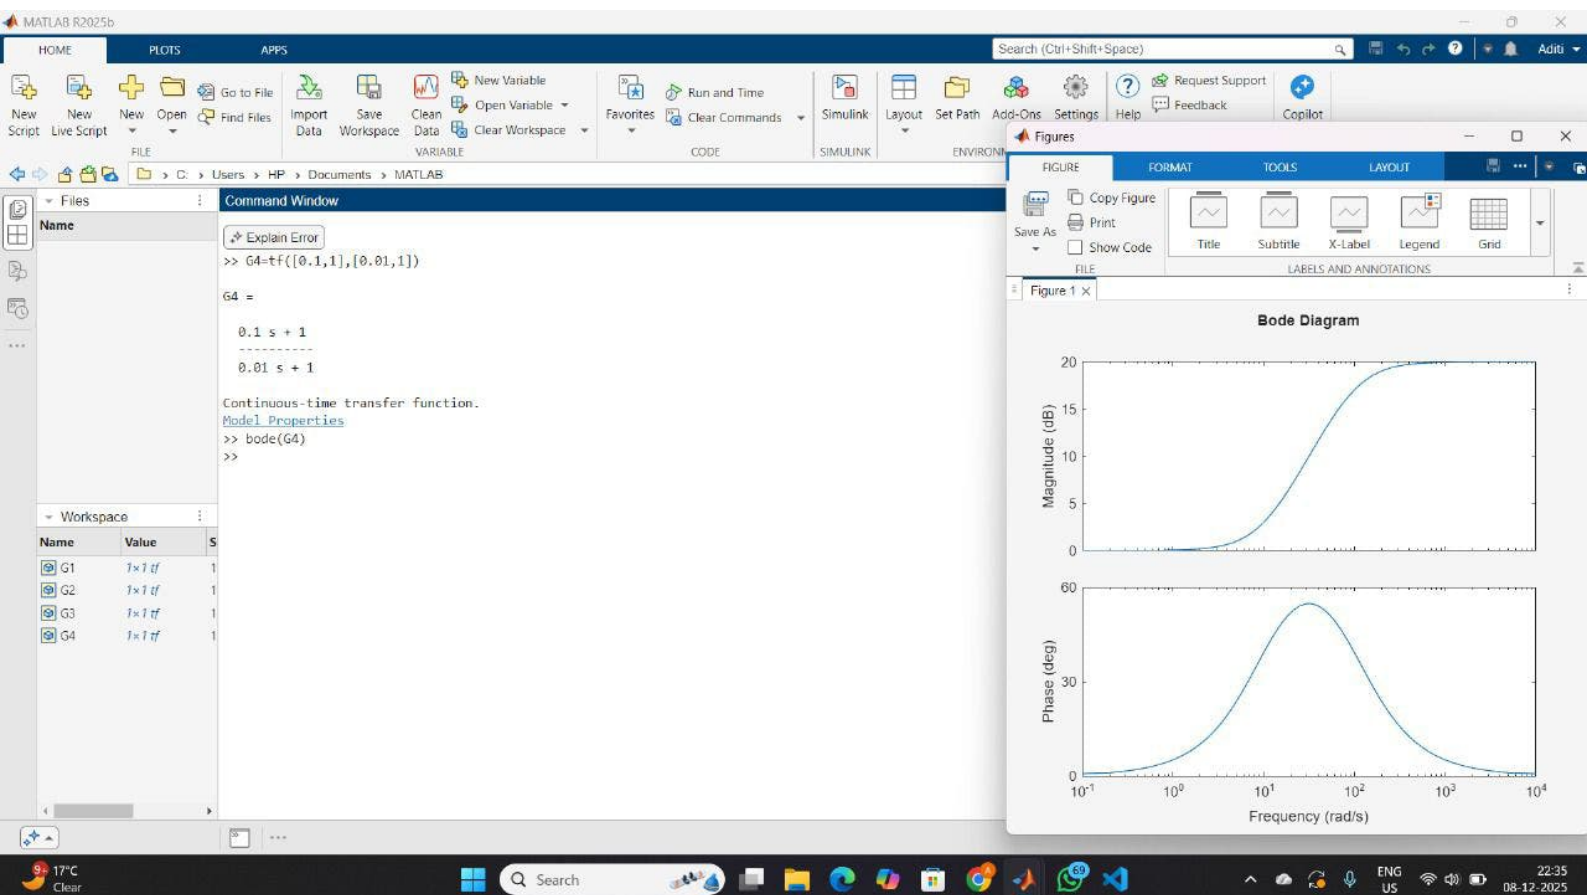 MATLAB R2025b
HOME PLOTS APPS
Search (Ctrl+Shift+Space)
Aditi
New Script
New Live Script
New
Open
Go to File
Find Files
FILE
Import Data
Save Workspace
Clean Data
New Variable
Open Variable
Clear Workspace
VARIABLE
Favorites
Run and Time
Clear Commands
CODE
Simulink
SIMULINK
Layout
Set Path
Add-Ons
Settings
ENVIRONM
Help
Request Support
Feedback
Copilot
C: › Users › HP › Documents › MATLAB
Files
Name
Command Window
Explain Error
>> G4=tf([0.1,1],[0.01,1])
G4 =
0.1 s + 1
----------
0.01 s + 1
Continuous-time transfer function.
Model Properties
>> bode(G4)
>>
Workspace
Name Value S
G1 1×1 tf 1
G2 1×1 tf 1
G3 1×1 tf 1
G4 1×1 tf 1
Figures
FIGURE FORMAT TOOLS LAYOUT
Save As
Copy Figure
Print
Show Code
FILE
Title Subtitle X-Label Legend Grid
LABELS AND ANNOTATIONS
Figure 1
Bode Diagram
Magnitude (dB)
20
15
10
5
0
Phase (deg)
60
30
0
10⁻¹ 10⁰ 10¹ 10² 10³ 10⁴
Frequency (rad/s)
9+
17°C
Clear
Search
69
ENG
US
22:35
08-12-2025